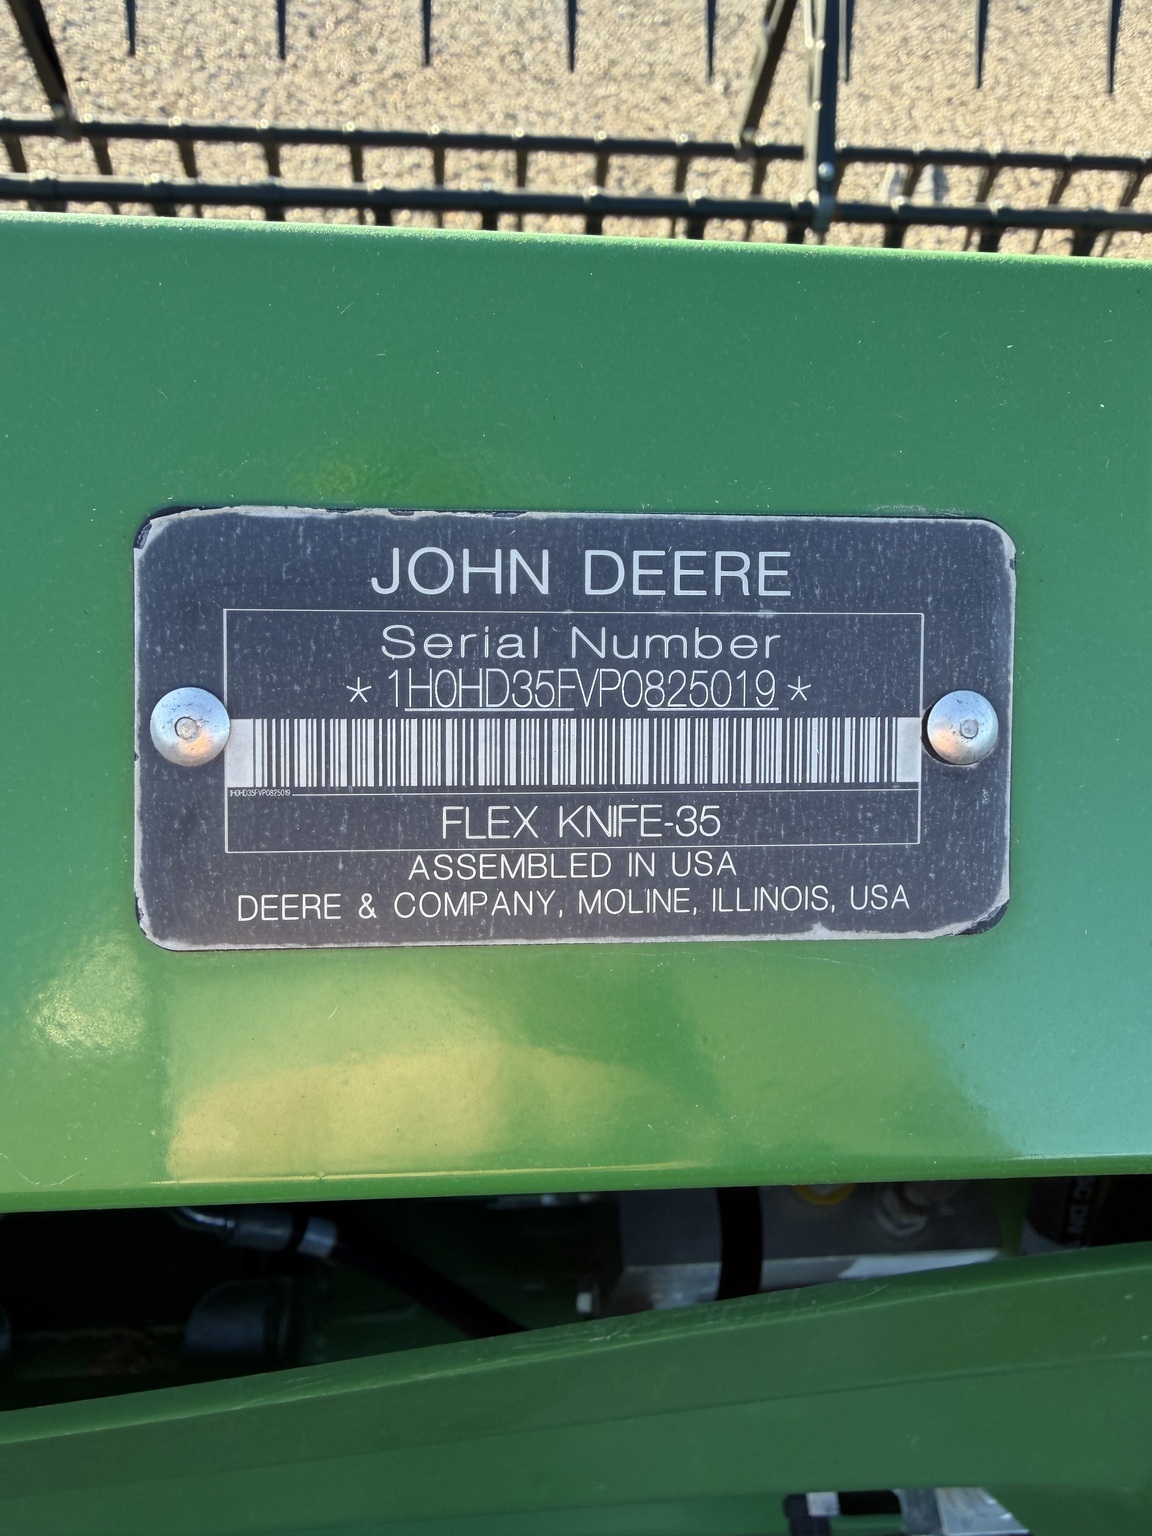 JOHN DEERE
Serial Number
* 1H0HD35FVP0825019 *
1H0HD35FVP0825019
FLEX KNIFE-35
ASSEMBLED IN USA
DEERE & COMPANY, MOLINE, ILLINOIS, USA